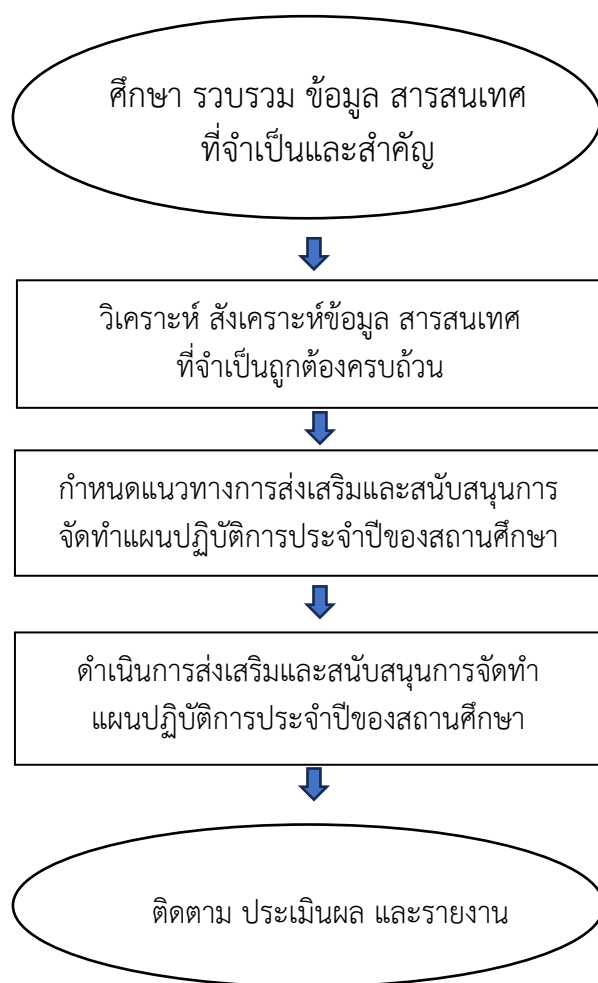 ศึกษา รวบรวม ข้อมูล สารสนเทศ
ที่จำเป็นและสำคัญ
วิเคราะห์ สังเคราะห์ข้อมูล สารสนเทศ
ที่จำเป็นถูกต้องครบถ้วน
กำหนดแนวทางการส่งเสริมและสนับสนุนการ
จัดทำแผนปฏิบัติการประจำปีของสถานศึกษา
ดำเนินการส่งเสริมและสนับสนุนการจัดทำ
แผนปฏิบัติการประจำปีของสถานศึกษา
ติดตาม ประเมินผล และรายงาน